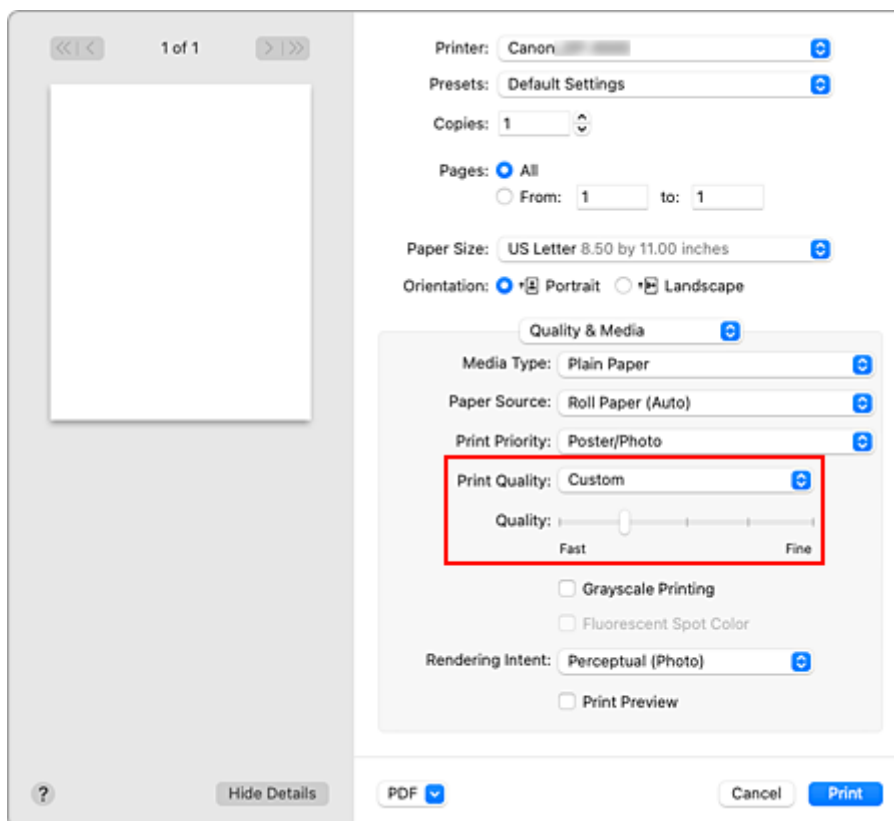 1 of 1
Printer: Canon
Presets: Default Settings
Copies: 1
Pages: All
From: 1 to: 1
Paper Size: US Letter 8.50 by 11.00 inches
Orientation: Portrait Landscape
Quality & Media
Media Type: Plain Paper
Paper Source: Roll Paper (Auto)
Print Priority: Poster/Photo
Print Quality: Custom
Quality:
Fast Fine
Grayscale Printing
Fluorescent Spot Color
Rendering Intent: Perceptual (Photo)
Print Preview
? Hide Details PDF Cancel Print